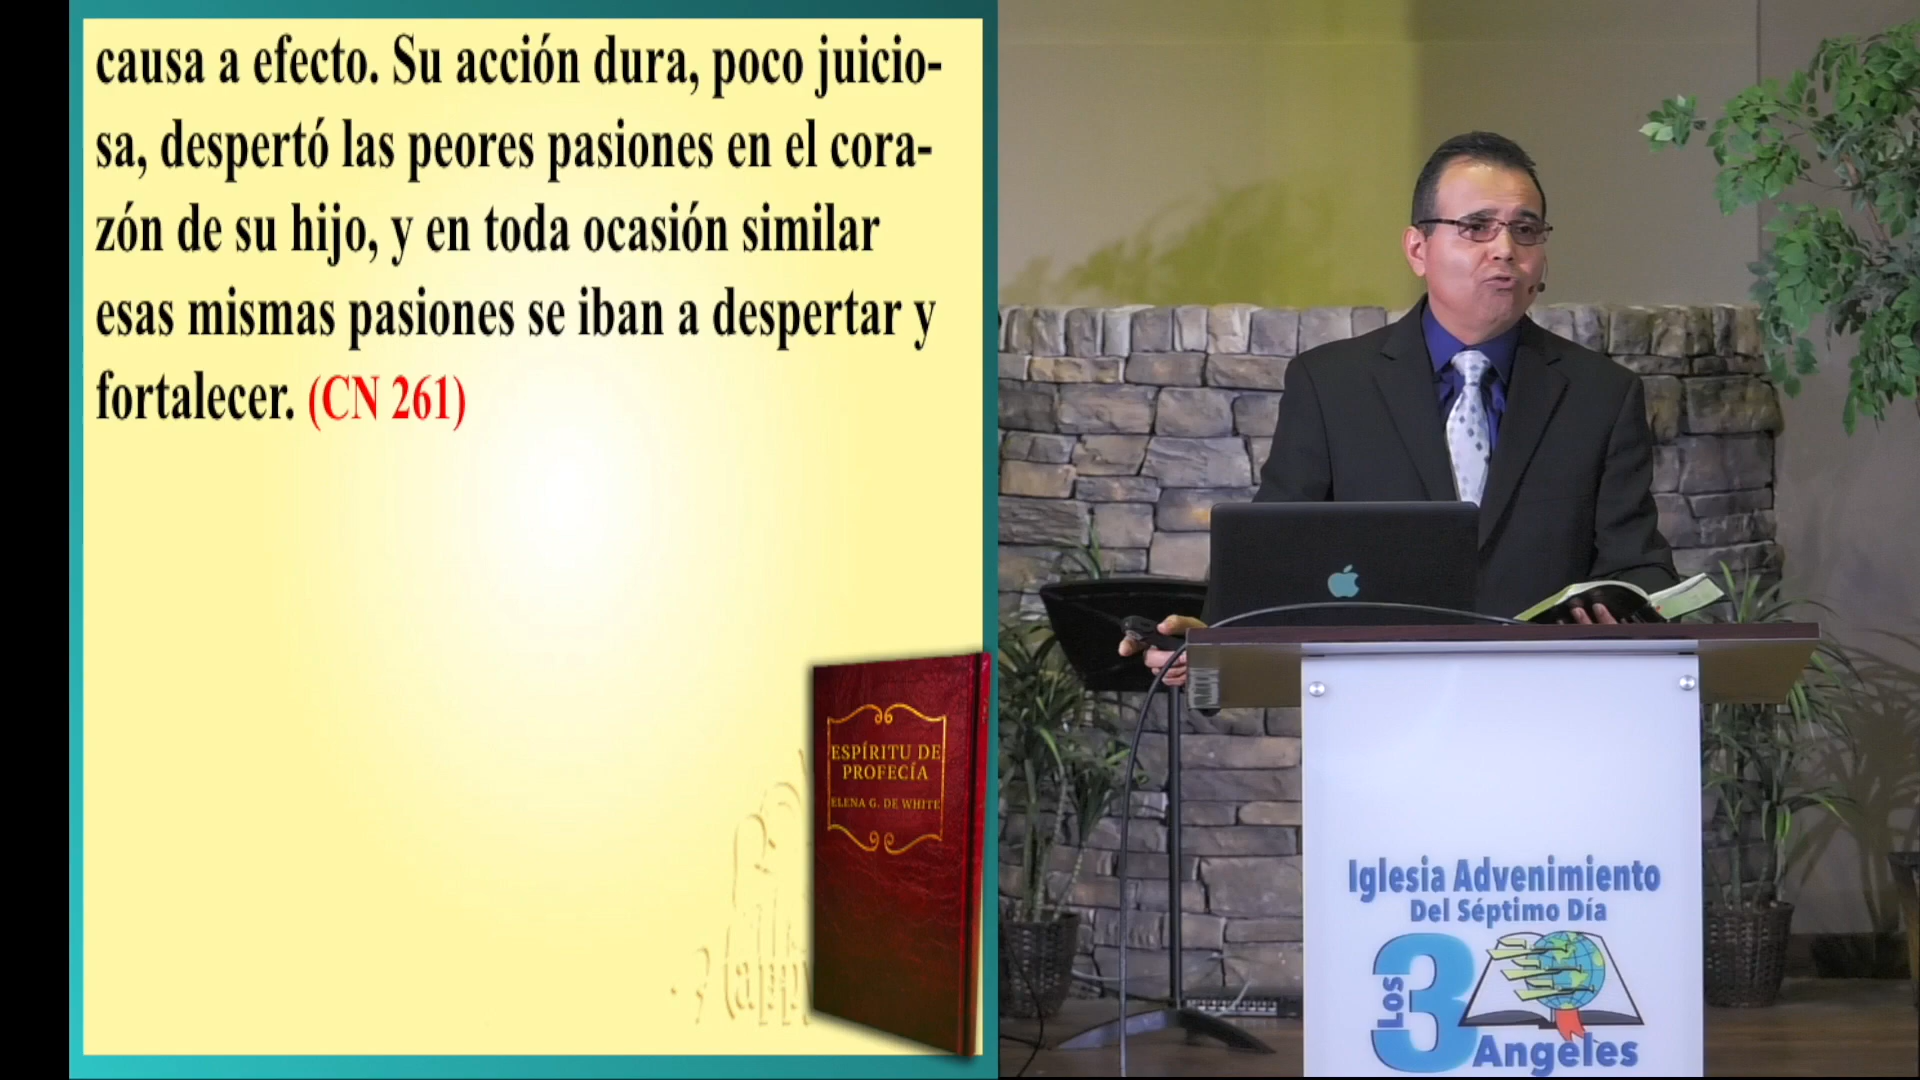 causa a efecto. Su acción dura, poco juicio-
sa, despertó las peores pasiones en el cora-
zón de su hijo, y en toda ocasión similar
esas mismas pasiones se iban a despertar y
fortalecer. (CN 261)
ESPÍRITU DE
PROFECÍA
ELENA G. DE WHITE
Iglesia Advenimiento
Del Séptimo Día
Los
3
Angeles